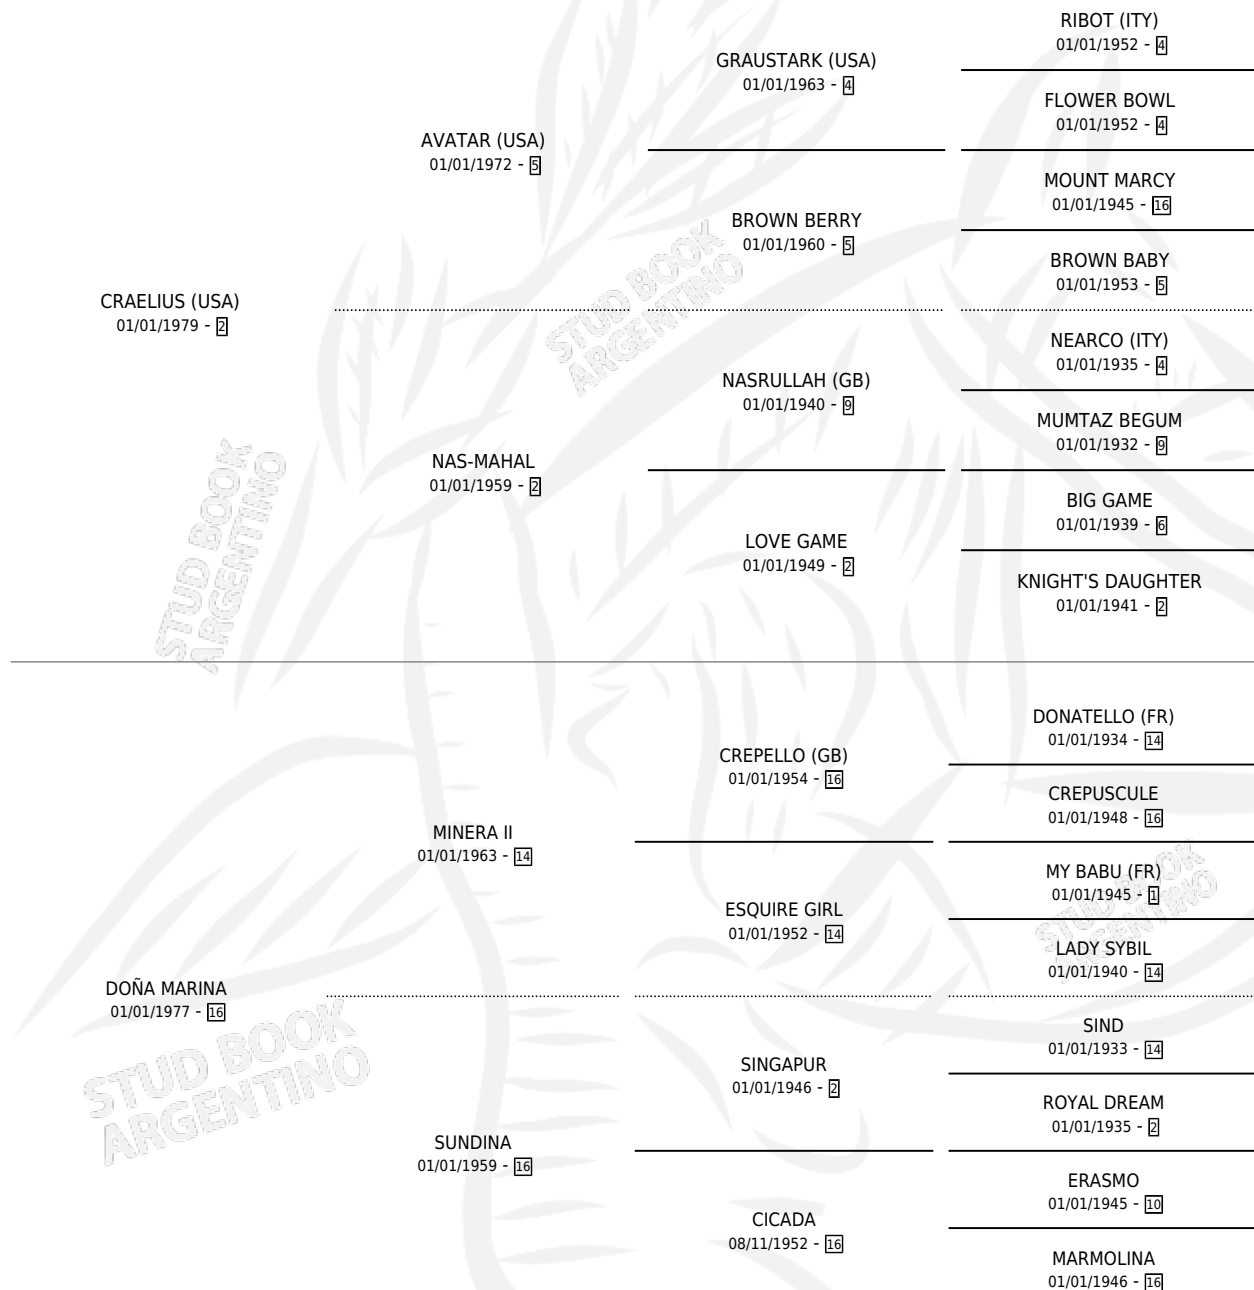 RIBOT (ITY)
01/01/1952 - 4
GRAUSTARK (USA)
01/01/1963 - 4
FLOWER BOWL
01/01/1952 - 4
AVATAR (USA)
01/01/1972 - 5
MOUNT MARCY
01/01/1945 - 16
BROWN BERRY
01/01/1960 - 5
BROWN BABY
01/01/1953 - 5
CRAELIUS (USA)
01/01/1979 - 2
NEARCO (ITY)
01/01/1935 - 4
NASRULLAH (GB)
01/01/1940 - 9
MUMTAZ BEGUM
01/01/1932 - 9
NAS-MAHAL
01/01/1959 - 2
BIG GAME
01/01/1939 - 6
LOVE GAME
01/01/1949 - 2
KNIGHT'S DAUGHTER
01/01/1941 - 2
DONATELLO (FR)
01/01/1934 - 14
CREPELLO (GB)
01/01/1954 - 16
CREPUSCULE
01/01/1948 - 16
MINERA II
01/01/1963 - 14
MY BABU (FR)
01/01/1945 - 1
ESQUIRE GIRL
01/01/1952 - 14
LADY SYBIL
01/01/1940 - 14
DOÑA MARINA
01/01/1977 - 16
SIND
01/01/1933 - 14
SINGAPUR
01/01/1946 - 2
ROYAL DREAM
01/01/1935 - 2
SUNDINA
01/01/1959 - 16
ERASMO
01/01/1945 - 10
CICADA
08/11/1952 - 16
MARMOLINA
01/01/1946 - 16
STUD BOOK
ARGENTINO
STUD BOOK
ARGENTINO
STUD BOOK
ARGENTINO
STUD BOOK
ARGENTINO